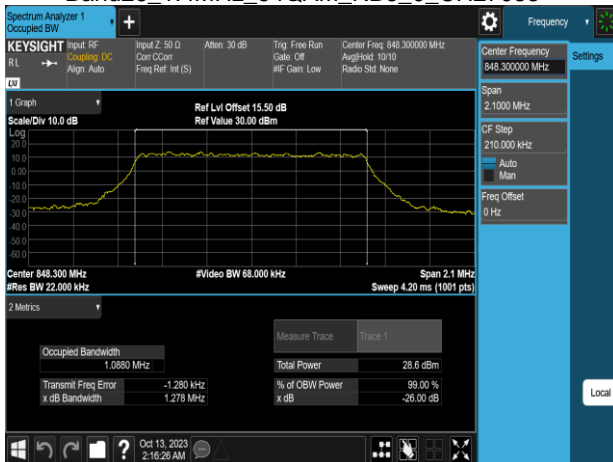 Spectrum Analyzer 1
Occupied BW
+
Frequency
KEYSIGHT
RL
LXI
Input: RF
Coupling: DC
Align: Auto
Input Z: 50 Ω
Corr CCorr
Freq Ref: Int (S)
Atten: 30 dB
Trig: Free Run
Gate: Off
#IF Gain: Low
Center Freq: 848.300000 MHz
Avg|Hold: 10/10
Radio Std: None
Center Frequency
848.300000 MHz
Settings
Span
2.1000 MHz
CF Step
210.000 kHz
Auto
Man
Freq Offset
0 Hz
Local
1 Graph
Scale/Div 10.0 dB
Ref Lvl Offset 15.50 dB
Ref Value 30.00 dBm
Log
20.0
10.0
0.00
-10.0
-20.0
-30.0
-40.0
-50.0
-60.0
Center 848.300 MHz
#Video BW 68.000 kHz
Span 2.1 MHz
#Res BW 22.000 kHz
Sweep 4.20 ms (1001 pts)
2 Metrics
Measure Trace
Trace 1
Occupied Bandwidth
1.0880 MHz
Total Power
28.6 dBm
Transmit Freq Error
-1.280 kHz
% of OBW Power
99.00 %
x dB Bandwidth
1.278 MHz
x dB
-26.00 dB
?
Oct 13, 2023
2:16:26 AM